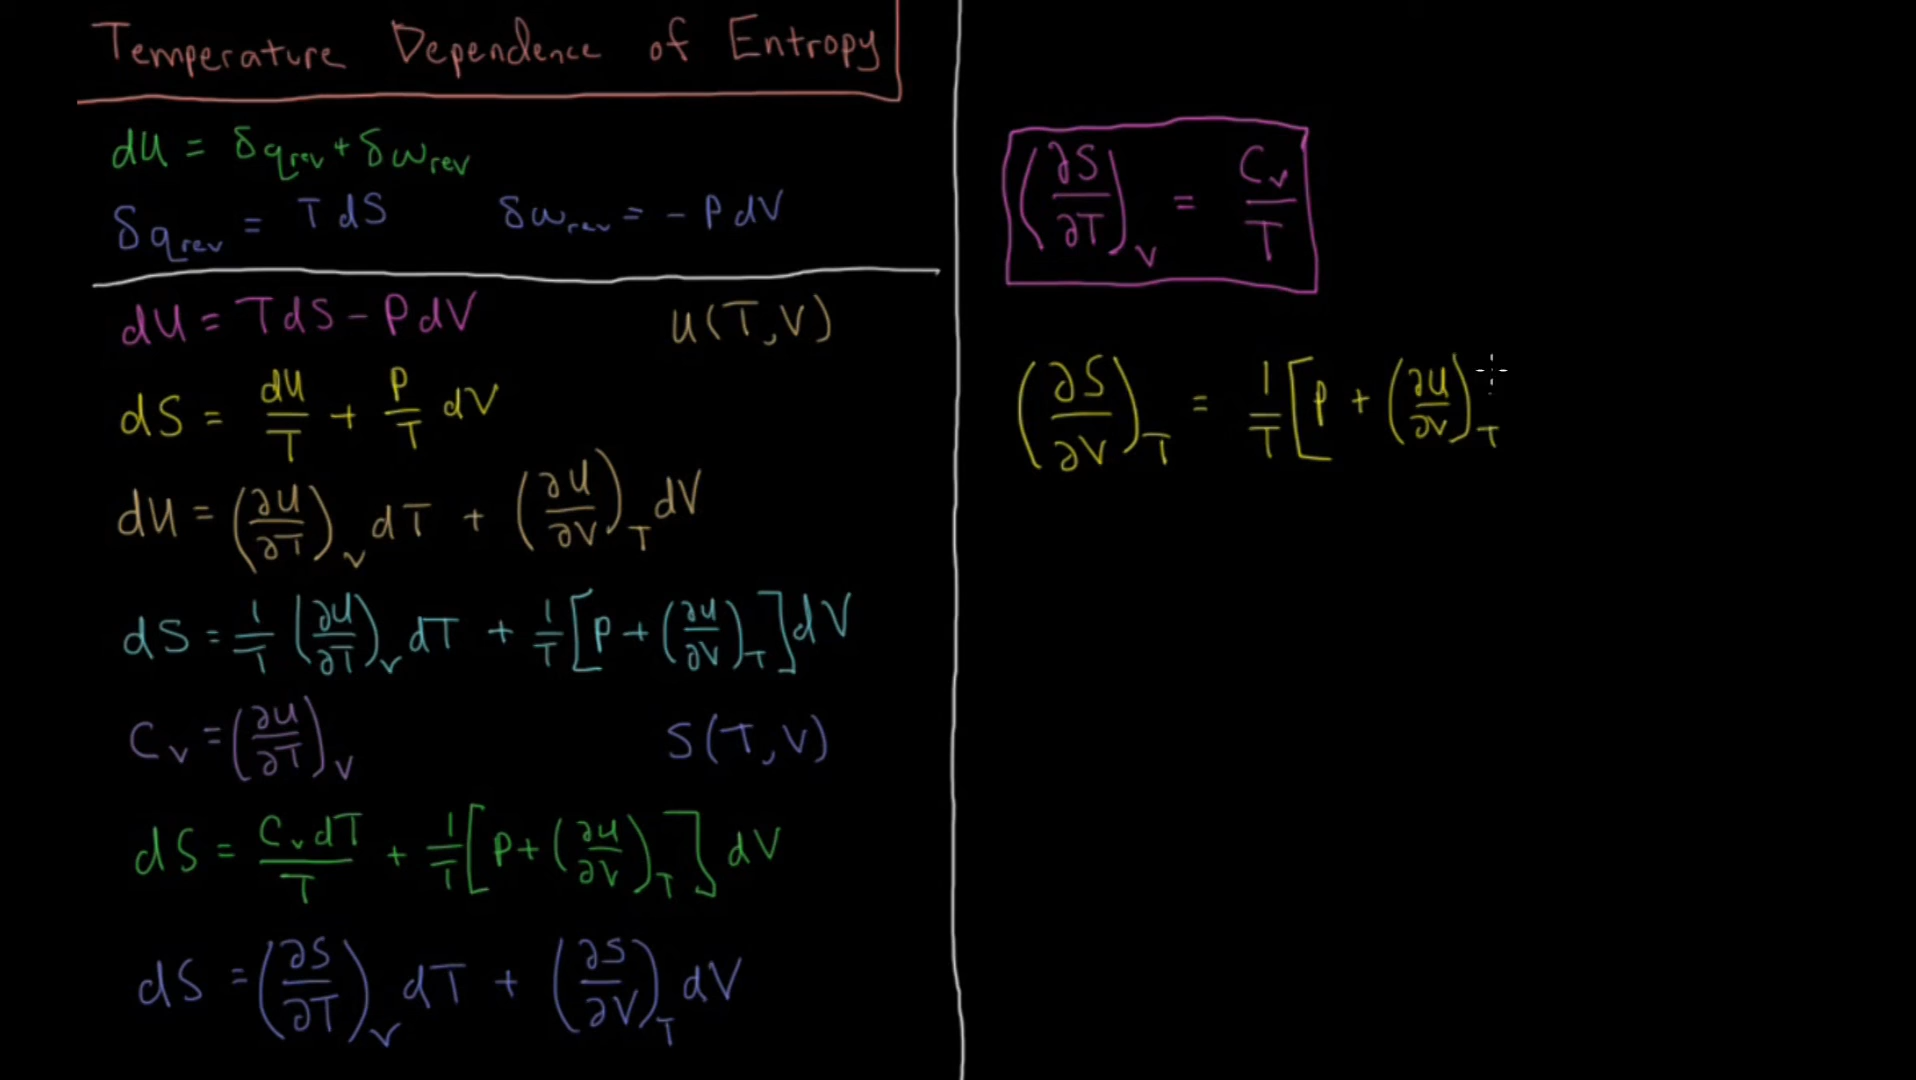 Temperature Dependence of Entropy
dU = δq_rev + δw_rev
δq_rev = TdS    δw_rev = - PdV
dU = TdS - PdV    U(T,V)
dS = dU/T + P/T dV
dU = (∂U/∂T)_V dT + (∂U/∂V)_T dV
dS = 1/T (∂U/∂T)_V dT + 1/T [P + (∂U/∂V)_T] dV
C_V = (∂U/∂T)_V    S(T,V)
dS = C_V dT/T + 1/T [P + (∂U/∂V)_T] dV
dS = (∂S/∂T)_V dT + (∂S/∂V)_T dV
(∂S/∂T)_V = C_V/T
(∂S/∂V)_T = 1/T [P + (∂U/∂V)_T